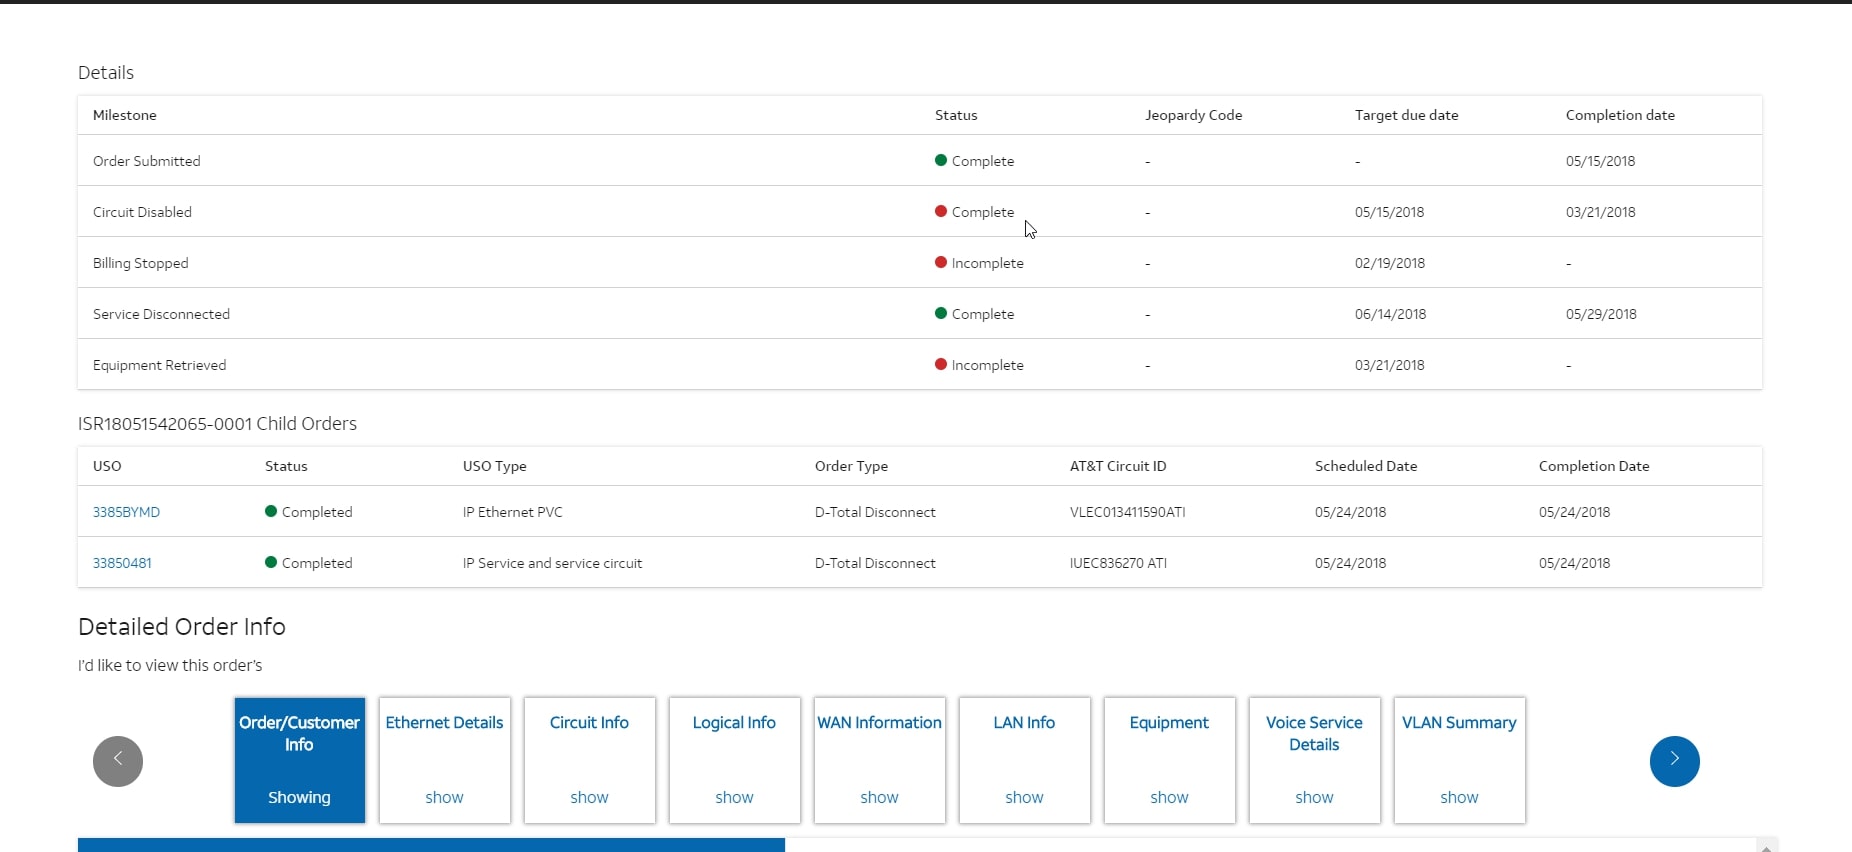 Details
Milestone Status Jeopardy Code Target due date Completion date
Order Submitted Complete - - 05/15/2018
Circuit Disabled Complete - 05/15/2018 03/21/2018
Billing Stopped Incomplete - 02/19/2018 -
Service Disconnected Complete - 06/14/2018 05/29/2018
Equipment Retrieved Incomplete - 03/21/2018 -
ISR18051542065-0001 Child Orders
USO Status USO Type Order Type AT&T Circuit ID Scheduled Date Completion Date
3385BYMD Completed IP Ethernet PVC D-Total Disconnect VLEC013411590ATI 05/24/2018 05/24/2018
33850481 Completed IP Service and service circuit D-Total Disconnect IUEC836270 ATI 05/24/2018 05/24/2018
Detailed Order Info
I'd like to view this order's
Order/Customer Info Showing
Ethernet Details show
Circuit Info show
Logical Info show
WAN Information show
LAN Info show
Equipment show
Voice Service Details show
VLAN Summary show